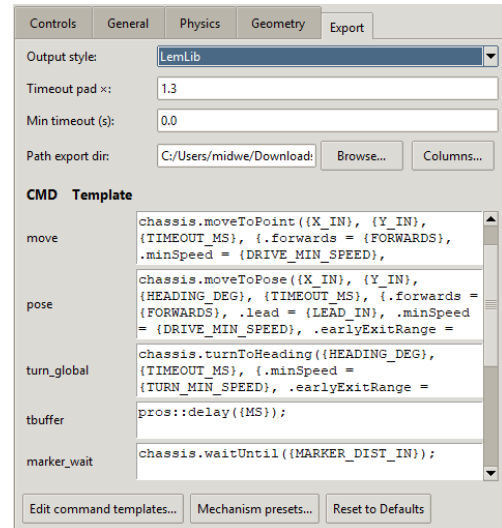 Controls General Physics Geometry Export
Output style: LemLib
Timeout pad ×: 1.3
Min timeout (s): 0.0
Path export dir: C:/Users/midwe/Download: Browse... Columns...
CMD Template
move
chassis.moveToPoint({X_IN}, {Y_IN},
{TIMEOUT_MS}, {.forwards = {FORWARDS},
.minSpeed = {DRIVE_MIN_SPEED},
pose
chassis.moveToPose({X_IN}, {Y_IN},
{HEADING_DEG}, {TIMEOUT_MS}, {.forwards =
{FORWARDS}, .lead = {LEAD_IN}, .minSpeed
= {DRIVE_MIN_SPEED}, .earlyExitRange =
turn_global
chassis.turnToHeading({HEADING_DEG},
{TIMEOUT_MS}, {.minSpeed =
{TURN_MIN_SPEED}, .earlyExitRange =
tbuffer
pros::delay({MS});
marker_wait
chassis.waitUntil({MARKER_DIST_IN});
Edit command templates... Mechanism presets... Reset to Defaults